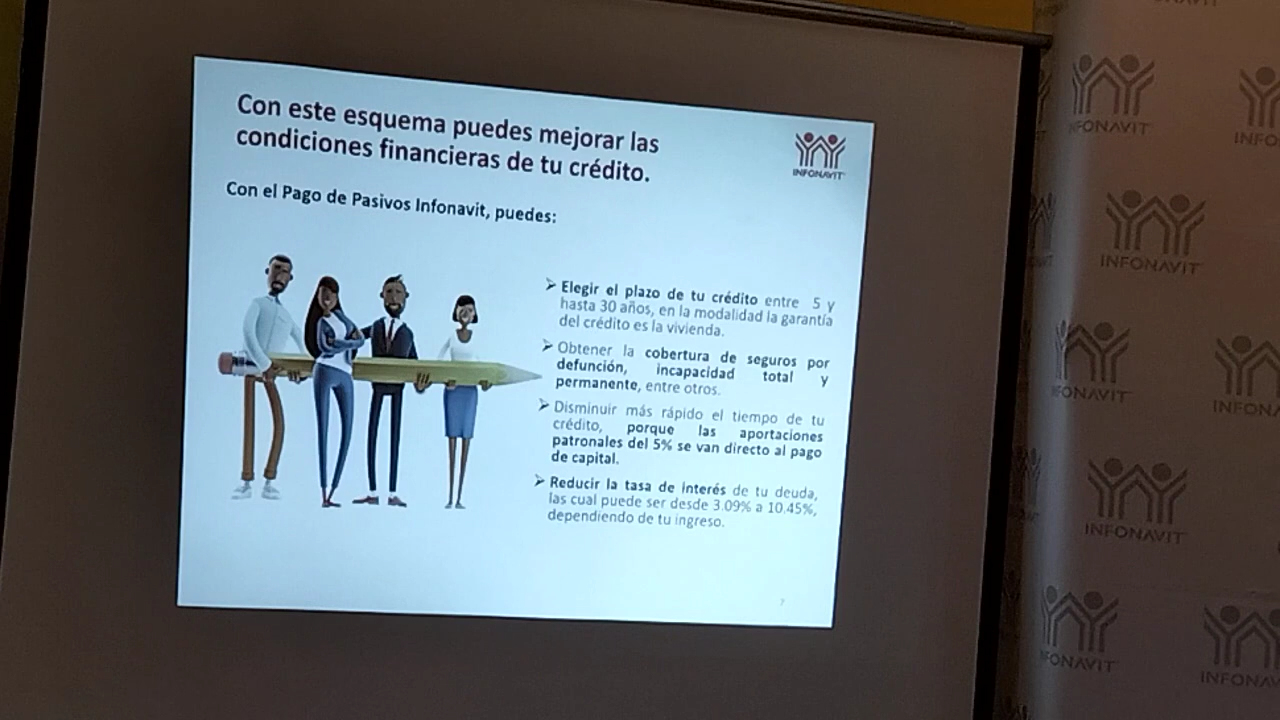 Con este esquema puedes mejorar las
condiciones financieras de tu crédito.
INFONAVIT
Con el Pago de Pasivos Infonavit, puedes:
➢ Elegir el plazo de tu crédito entre 5 y
hasta 30 años, en la modalidad la garantía
del crédito es la vivienda.
➢ Obtener la cobertura de seguros por
defunción, incapacidad total y
permanente, entre otros.
➢ Disminuir más rápido el tiempo de tu
crédito, porque las aportaciones
patronales del 5% se van directo al pago
de capital.
➢ Reducir la tasa de interés de tu deuda,
las cual puede ser desde 3.09% a 10.45%,
dependiendo de tu ingreso.
7
INFONAVIT
INFO
INFONAVIT
INFONAVIT
INFONA
INFONAVIT
INFONAVIT
INFONA